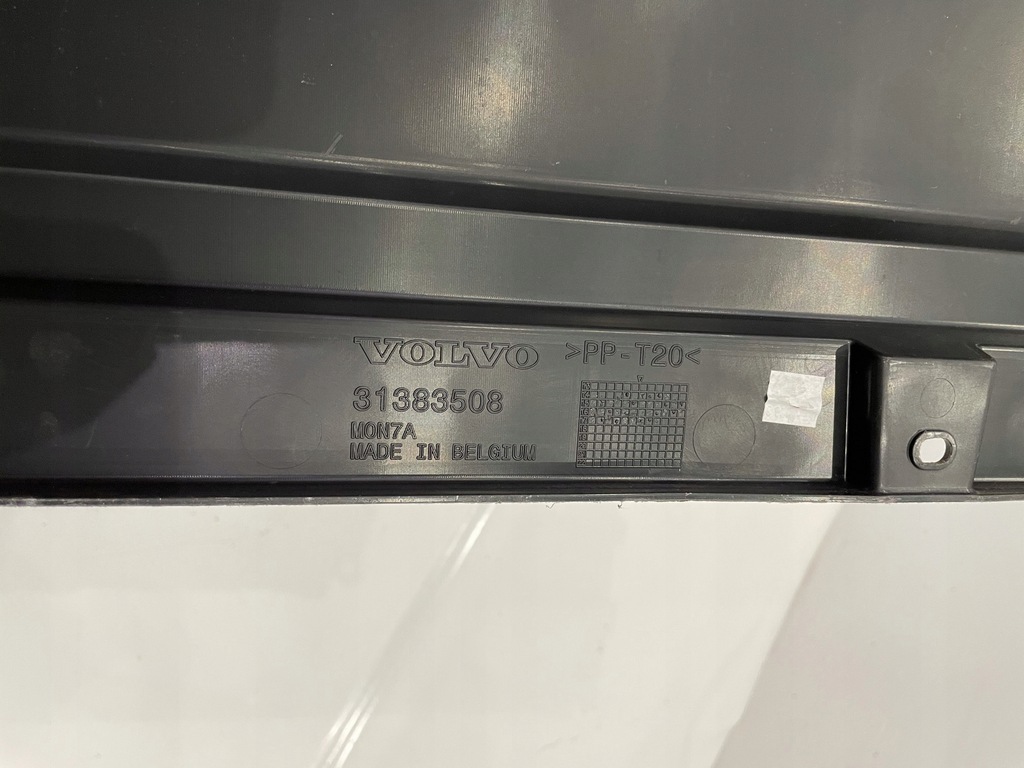 VOLVO >PP-T20<
31383508
MON7A
MADE IN BELGIUM